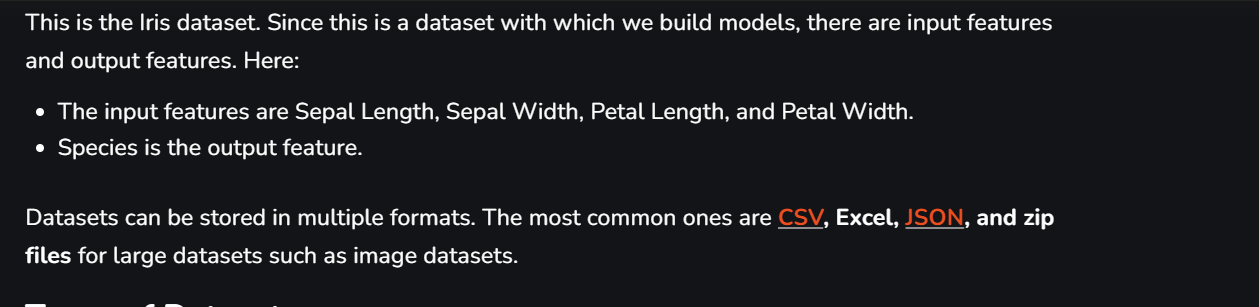 This is the Iris dataset. Since this is a dataset with which we build models, there are input features
and output features. Here:
• The input features are Sepal Length, Sepal Width, Petal Length, and Petal Width.
• Species is the output feature.
Datasets can be stored in multiple formats. The most common ones are CSV, Excel, JSON, and zip
files for large datasets such as image datasets.